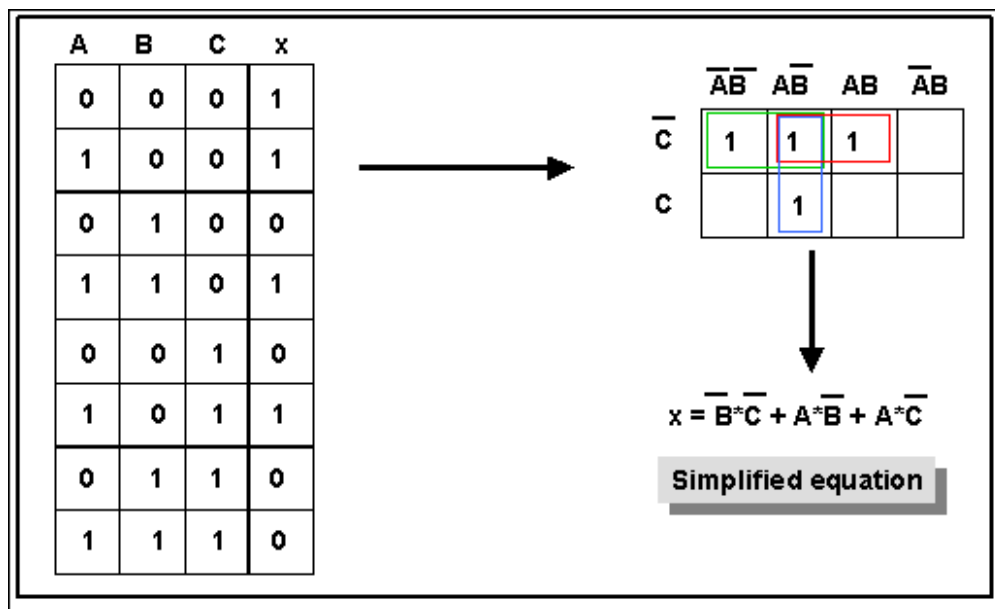 A B C x
0 0 0 1
1 0 0 1
0 1 0 0
1 1 0 1
0 0 1 0
1 0 1 1
0 1 1 0
1 1 1 0
A̅B̅ AB̅ AB A̅B
C̅ 1 1 1
C 1
x = B̅*C̅ + A*B̅ + A*C̅
Simplified equation